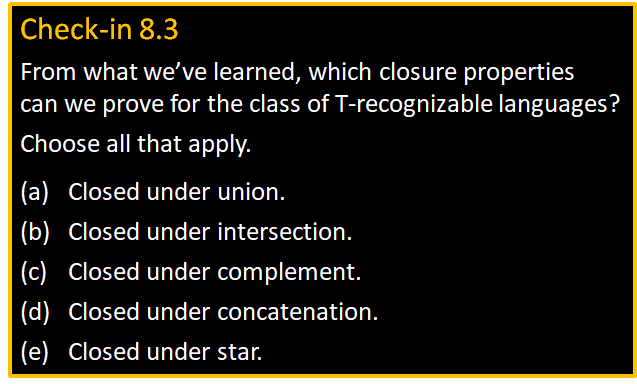 Check-in 8.3
From what we’ve learned, which closure properties
can we prove for the class of T-recognizable languages?
Choose all that apply.
(a) Closed under union.
(b) Closed under intersection.
(c) Closed under complement.
(d) Closed under concatenation.
(e) Closed under star.